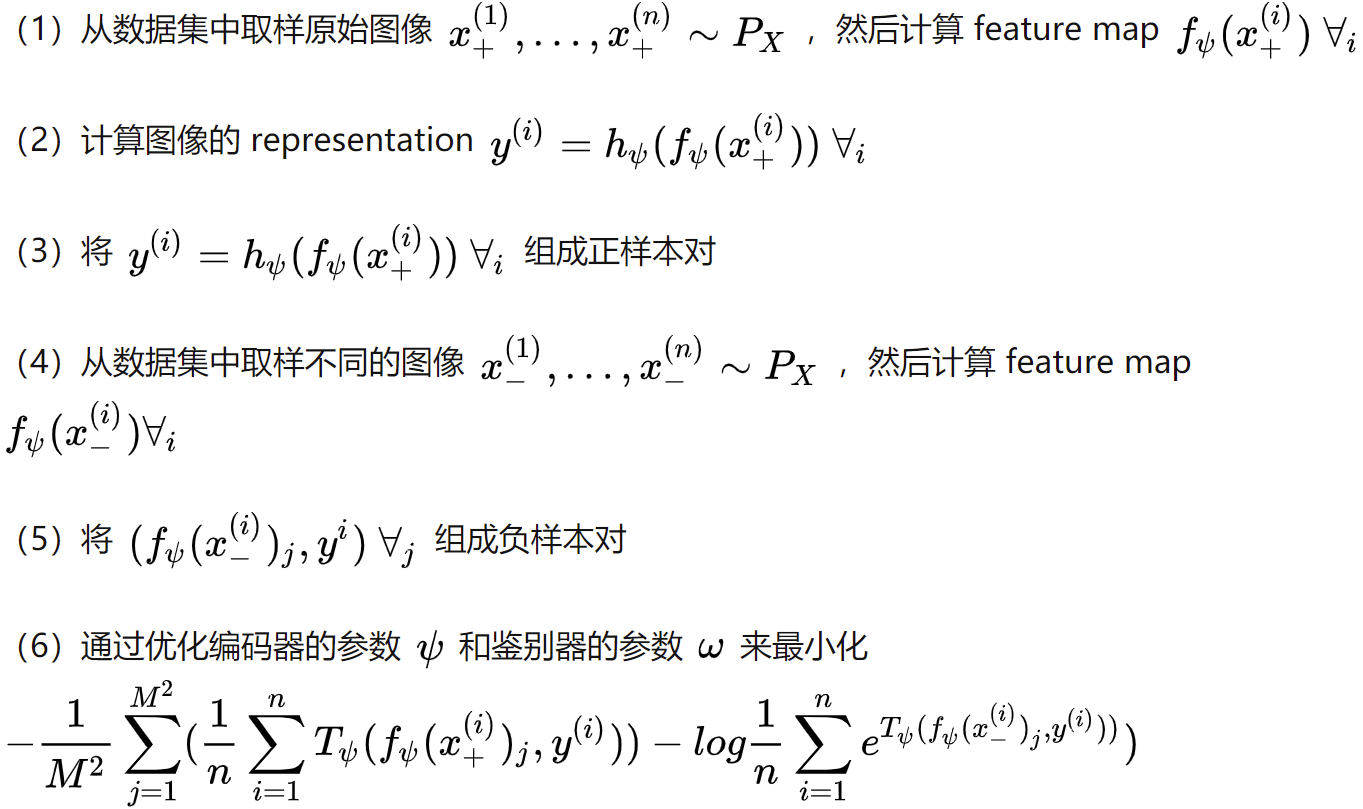 （1）从数据集中取样原始图像 $x_+^{(1)}, \ldots, x_+^{(n)} \sim P_X$ ，然后计算 feature map $f_\psi(x_+^{(i)}) \ \forall_i$
（2）计算图像的 representation $y^{(i)} = h_\psi(f_\psi(x_+^{(i)})) \ \forall_i$
（3）将 $y^{(i)} = h_\psi(f_\psi(x_+^{(i)})) \ \forall_i$ 组成正样本对
（4）从数据集中取样不同的图像 $x_-^{(1)}, \ldots, x_-^{(n)} \sim P_X$ ，然后计算 feature map
$f_\psi(x_-^{(i)}) \forall_i$
（5）将 $(f_\psi(x_-^{(i)})_j, y^i) \ \forall_j$ 组成负样本对
（6）通过优化编码器的参数 $\psi$ 和鉴别器的参数 $\omega$ 来最小化
$-\frac{1}{M^2} \sum_{j=1}^{M^2} (\frac{1}{n} \sum_{i=1}^{n} T_\psi(f_\psi(x_+^{(i)})_j, y^{(i)})) - log \frac{1}{n} \sum_{i=1}^{n} e^{T_\psi(f_\psi(x_-^{(i)})_j, y^{(i)}))})$